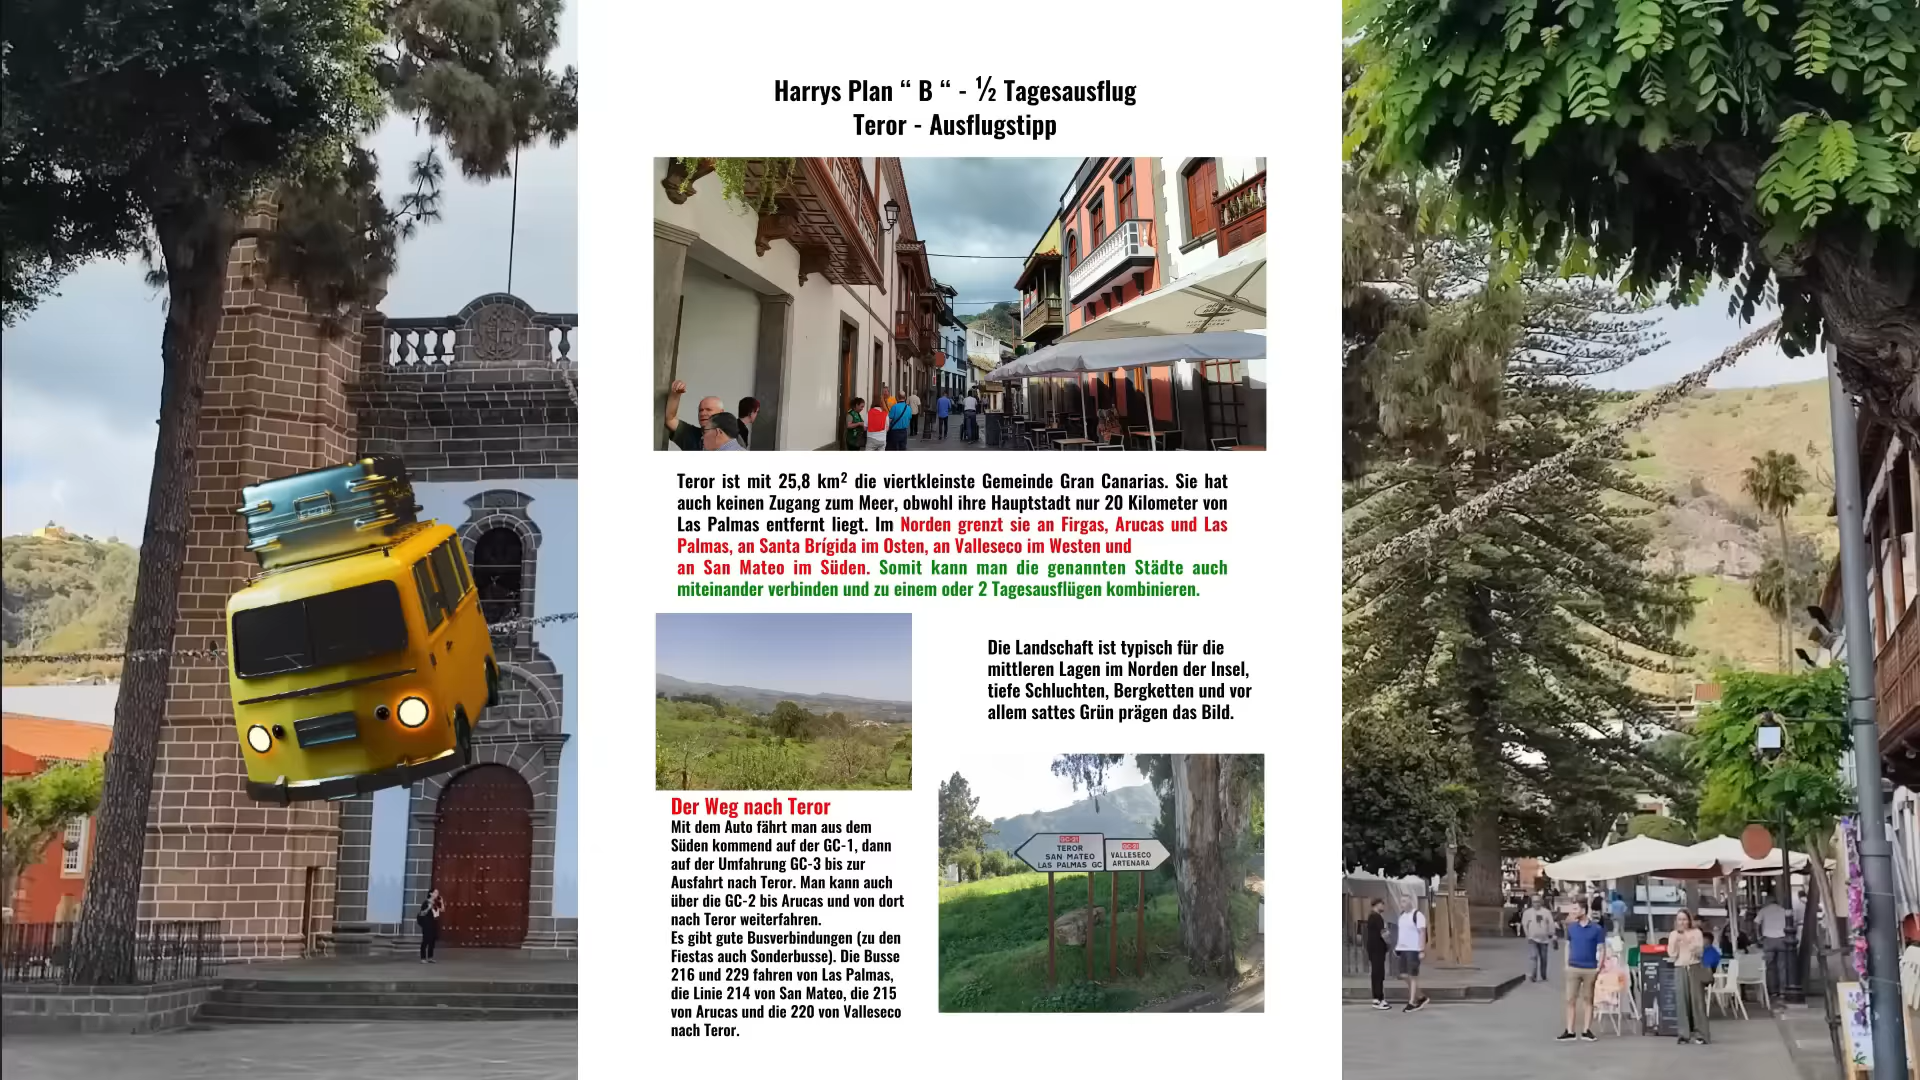 Harrys Plan “ B “ - ½ Tagesausflug
Teror - Ausflugstipp
Teror ist mit 25,8 km² die viertkleinste Gemeinde Gran Canarias. Sie hat
auch keinen Zugang zum Meer, obwohl ihre Hauptstadt nur 20 Kilometer von
Las Palmas entfernt liegt. Im Norden grenzt sie an Firgas, Arucas und Las
Palmas, an Santa Brígida im Osten, an Valleseco im Westen und
an San Mateo im Süden. Somit kann man die genannten Städte auch
miteinander verbinden und zu einem oder 2 Tagesausflügen kombinieren.
Die Landschaft ist typisch für die
mittleren Lagen im Norden der Insel,
tiefe Schluchten, Bergketten und vor
allem sattes Grün prägen das Bild.
Der Weg nach Teror
Mit dem Auto fährt man aus dem
Süden kommend auf der GC-1, dann
auf der Umfahrung GC-3 bis zur
Ausfahrt nach Teror. Man kann auch
über die GC-2 bis Arucas und von dort
nach Teror weiterfahren.
Es gibt gute Busverbindungen (zu den
Fiestas auch Sonderbusse). Die Busse
216 und 229 fahren von Las Palmas,
die Linie 214 von San Mateo, die 215
von Arucas und die 220 von Valleseco
nach Teror.
GC-21
TEROR
SAN MATEO
LAS PALMAS GC
GC-21
VALLESECO
ARTENARA